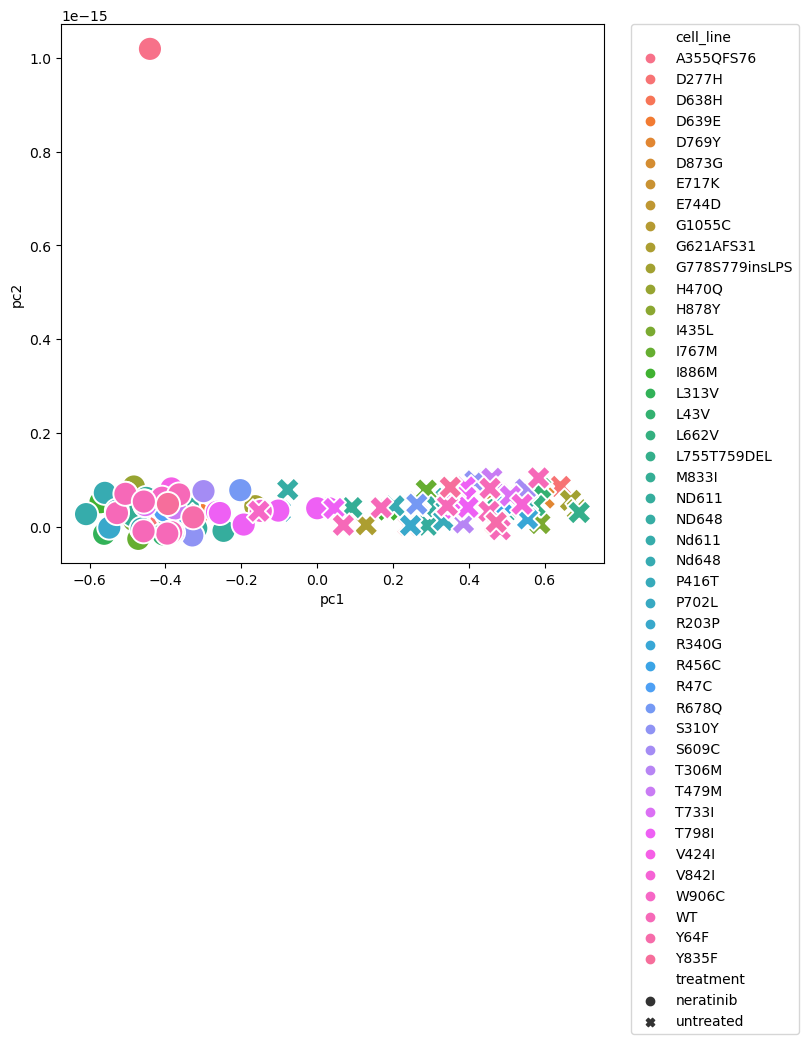 1e−15
1.0
0.8
0.6
0.4
0.2
0.0
pc2
−0.6
−0.4
−0.2
0.0
0.2
0.4
0.6
pc1
cell_line
A355QFS76
D277H
D638H
D639E
D769Y
D873G
E717K
E744D
G1055C
G621AFS31
G778S779insLPS
H470Q
H878Y
I435L
I767M
I886M
L313V
L43V
L662V
L755T759DEL
M833I
ND611
ND648
Nd611
Nd648
P416T
P702L
R203P
R340G
R456C
R47C
R678Q
S310Y
S609C
T306M
T479M
T733I
T798I
V424I
V842I
W906C
WT
Y64F
Y835F
treatment
neratinib
untreated